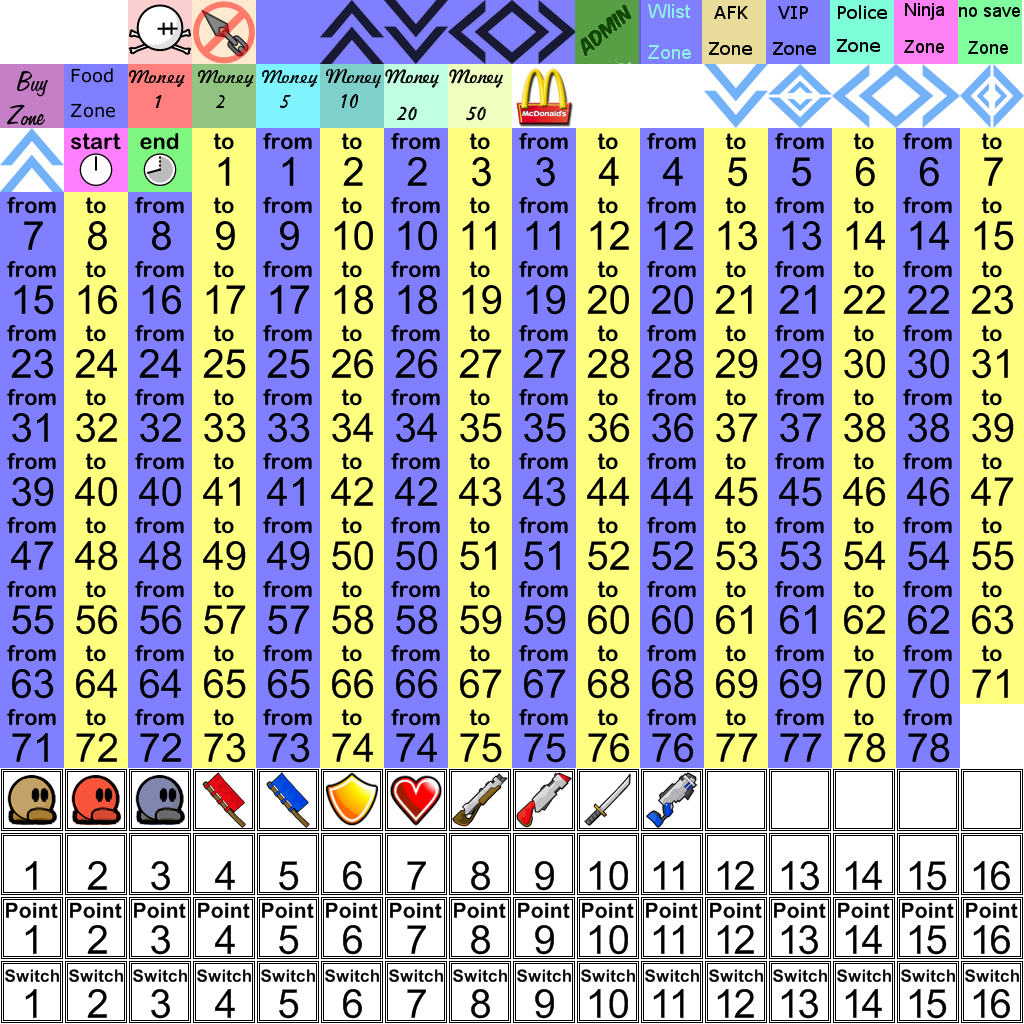 ADMIN Wlist AFK VIP Police Ninja no save
Zone Zone Zone Zone Zone Zone
Buy Food Money Money Money Money Money Money
Zone Zone 1 2 5 10 20 50 McDonald's
start end to from to from to from to from to from to from to
1 1 2 2 3 3 4 4 5 5 6 6 7
from to from to from to from to from to from to from to from to
7 8 8 9 9 10 10 11 11 12 12 13 13 14 14 15
from to from to from to from to from to from to from to from to
15 16 16 17 17 18 18 19 19 20 20 21 21 22 22 23
from to from to from to from to from to from to from to from to
23 24 24 25 25 26 26 27 27 28 28 29 29 30 30 31
from to from to from to from to from to from to from to from to
31 32 32 33 33 34 34 35 35 36 36 37 37 38 38 39
from to from to from to from to from to from to from to from to
39 40 40 41 41 42 42 43 43 44 44 45 45 46 46 47
from to from to from to from to from to from to from to from to
47 48 48 49 49 50 50 51 51 52 52 53 53 54 54 55
from to from to from to from to from to from to from to from to
55 56 56 57 57 58 58 59 59 60 60 61 61 62 62 63
from to from to from to from to from to from to from to from to
63 64 64 65 65 66 66 67 67 68 68 69 69 70 70 71
from to from to from to from to from to from to from to from
71 72 72 73 73 74 74 75 75 76 76 77 77 78 78
1 2 3 4 5 6 7 8 9 10 11 12 13 14 15 16
Point Point Point Point Point Point Point Point Point Point Point Point Point Point Point Point
1 2 3 4 5 6 7 8 9 10 11 12 13 14 15 16
Switch Switch Switch Switch Switch Switch Switch Switch Switch Switch Switch Switch Switch Switch Switch Switch
1 2 3 4 5 6 7 8 9 10 11 12 13 14 15 16